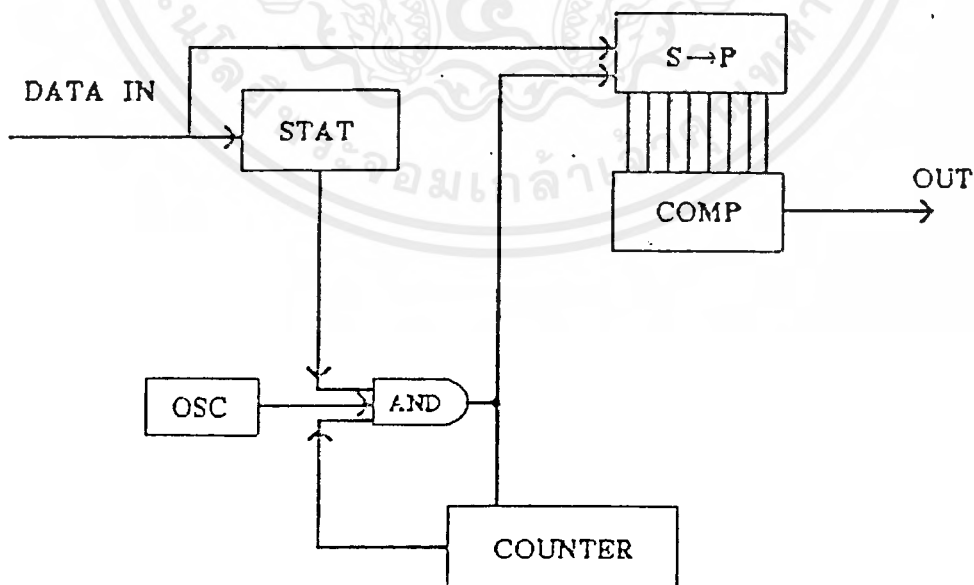 S→P
DATA IN
STAT
OUT
COMP
OSC
AND
COUNTER